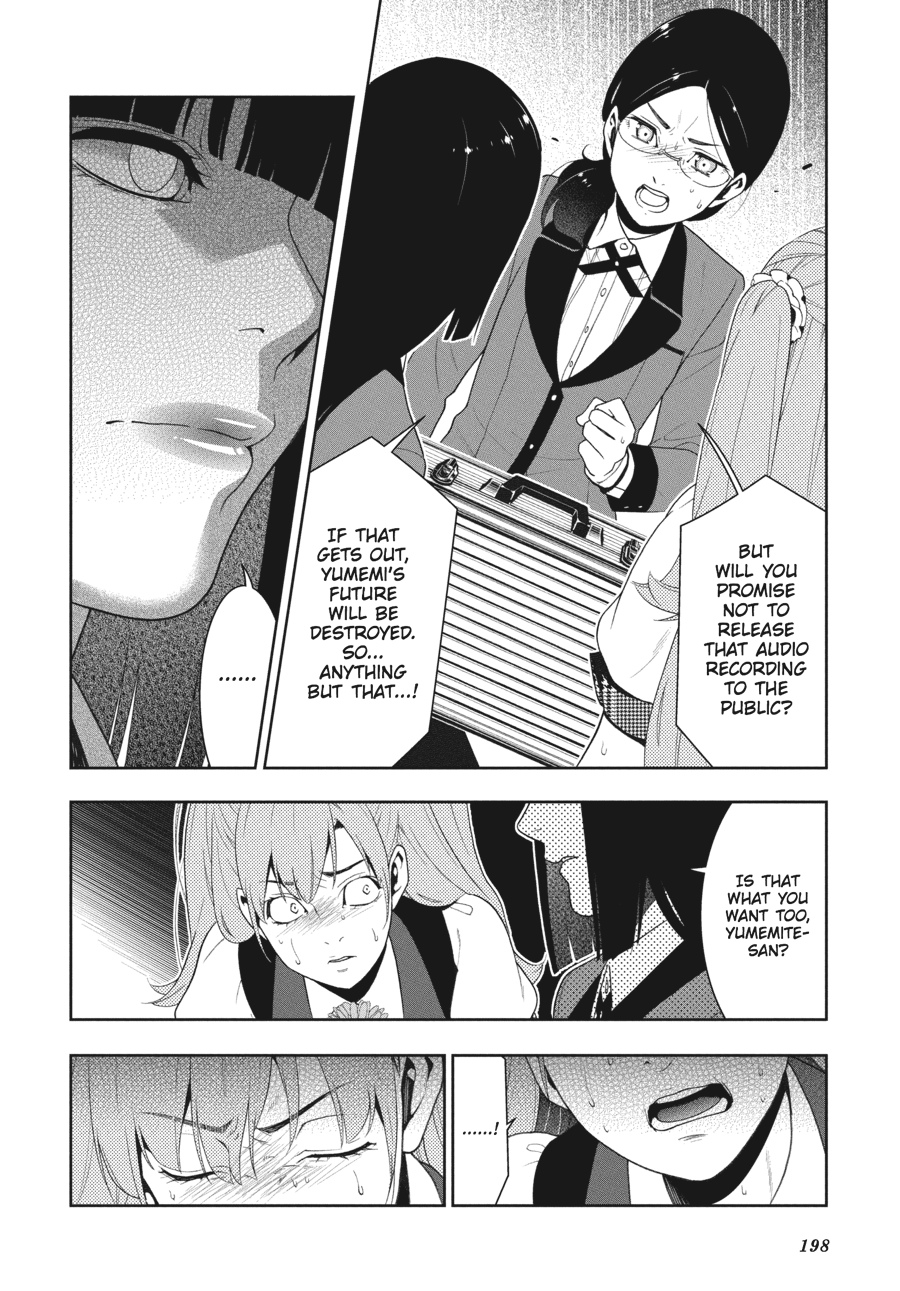 BUT
WILL YOU
PROMISE
NOT TO
RELEASE
THAT AUDIO
RECORDING
TO THE
PUBLIC?
IF THAT
GETS OUT,
YUMEMI'S
FUTURE
WILL BE
DESTROYED.
SO...
ANYTHING
BUT THAT...!
......
IS THAT
WHAT YOU
WANT TOO,
YUMEMITE-
SAN?
......!
198